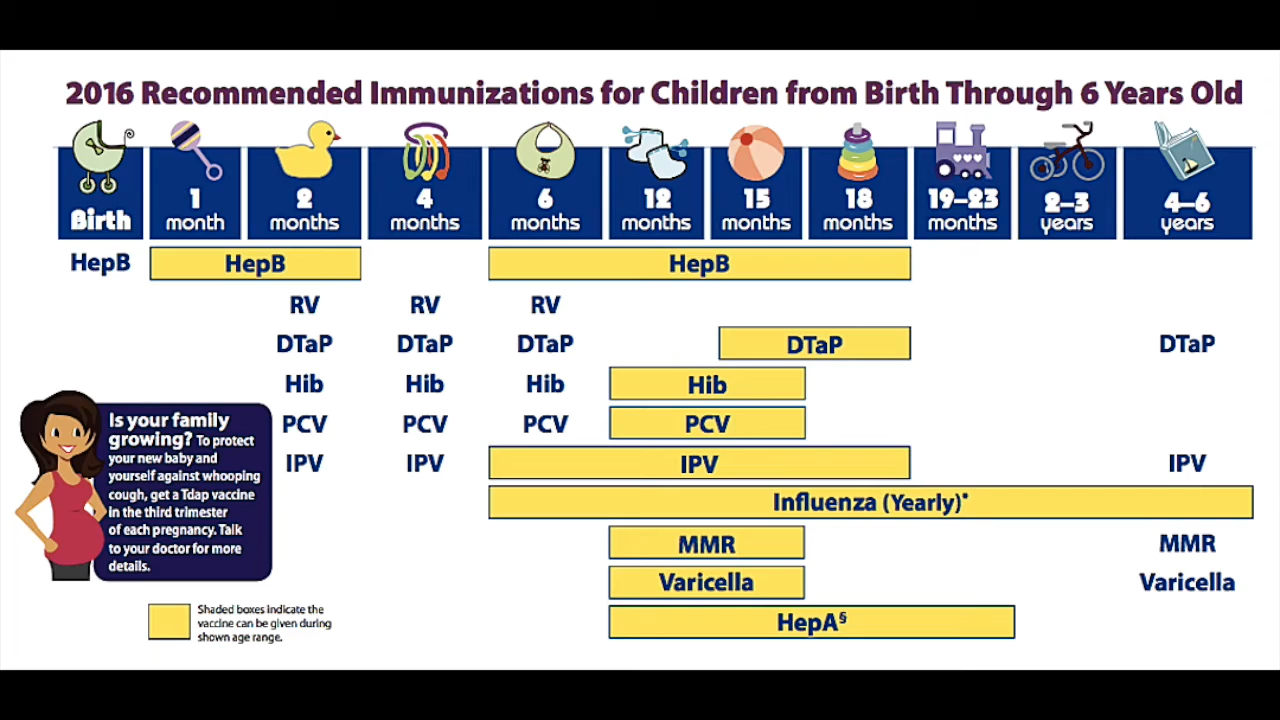 2016 Recommended Immunizations for Children from Birth Through 6 Years Old
Birth
1 month
2 months
4 months
6 months
12 months
15 months
18 months
19–23 months
2–3 years
4–6 years
HepB HepB HepB
RV RV RV
DTaP DTaP DTaP DTaP DTaP
Hib Hib Hib Hib
PCV PCV PCV PCV
IPV IPV IPV IPV
Influenza (Yearly)*
MMR MMR
Varicella Varicella
HepA§
Is your family
growing? To protect
your new baby and
yourself against whooping
cough, get a Tdap vaccine
in the third trimester
of each pregnancy. Talk
to your doctor for more
details.
Shaded boxes indicate the
vaccine can be given during
shown age range.